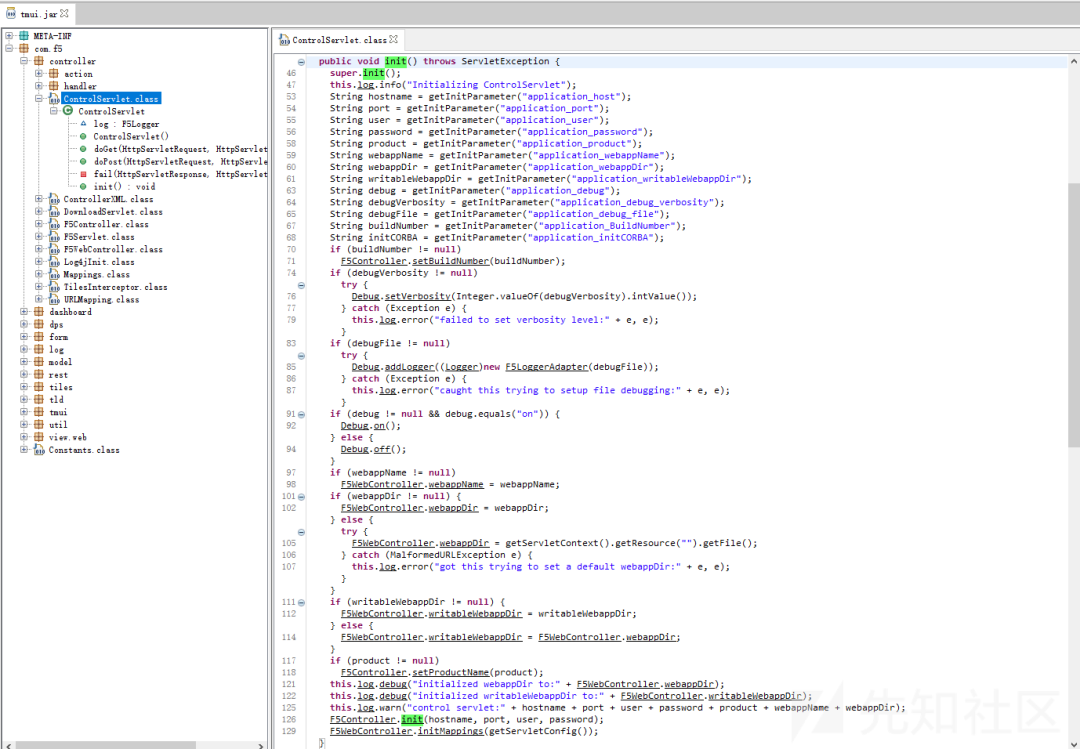 tmui.jar
META-INF
com.f5
controller
action
handler
ControlServlet.class
ControlServlet
log : F5Logger
ControlServlet()
doGet(HttpServletRequest, HttpServlet
doPost(HttpServletRequest, HttpServle
fail(HttpServletResponse, HttpServlet
init() : void
ControllerXML.class
DownloadServlet.class
F5Controller.class
F5Servlet.class
F5WebController.class
Log4jInit.class
Mappings.class
TilesInterceptor.class
URLMapping.class
dashboard
dps
form
log
model
rest
tiles
tld
tmui
util
view.web
Constants.class
ControlServlet.class
public void init() throws ServletException {
46 super.init();
47 this.log.info("Initializing ControlServlet");
53 String hostname = getInitParameter("application_host");
54 String port = getInitParameter("application_port");
55 String user = getInitParameter("application_user");
56 String password = getInitParameter("application_password");
58 String product = getInitParameter("application_product");
59 String webappName = getInitParameter("application_webappName");
60 String webappDir = getInitParameter("application_webappDir");
61 String writableWebappDir = getInitParameter("application_writableWebappDir");
63 String debug = getInitParameter("application_debug");
64 String debugVerbosity = getInitParameter("application_debug_verbosity");
65 String debugFile = getInitParameter("application_debug_file");
67 String buildNumber = getInitParameter("application_BuildNumber");
68 String initCORBA = getInitParameter("application_initCORBA");
70 if (buildNumber != null)
71 F5Controller.setBuildNumber(buildNumber);
74 if (debugVerbosity != null)
try {
76 Debug.setVerbosity(Integer.valueOf(debugVerbosity).intValue());
77 } catch (Exception e) {
79 this.log.error("failed to set verbosity level:" + e, e);
}
83 if (debugFile != null)
try {
85 Debug.addLogger((Logger)new F5LoggerAdapter(debugFile));
86 } catch (Exception e) {
87 this.log.error("caught this trying to setup file debugging:" + e, e);
}
91 if (debug != null && debug.equals("on")) {
92 Debug.on();
} else {
94 Debug.off();
}
97 if (webappName != null)
98 F5WebController.webappName = webappName;
101 if (webappDir != null) {
102 F5WebController.webappDir = webappDir;
} else {
try {
105 F5WebController.webappDir = getServletContext().getResource("").getFile();
106 } catch (MalformedURLException e) {
107 this.log.error("got this trying to set a default webappDir:" + e, e);
}
}
111 if (writableWebappDir != null) {
112 F5WebController.writableWebappDir = writableWebappDir;
} else {
114 F5WebController.writableWebappDir = F5WebController.webappDir;
}
117 if (product != null)
118 F5Controller.setProductName(product);
121 this.log.debug("initialized webappDir to:" + F5WebController.webappDir);
122 this.log.debug("initialized writableWebappDir to:" + F5WebController.writableWebappDir);
125 this.log.warn("control servlet:" + hostname + port + user + password + product + webappName + webappDir);
126 F5Controller.init(hostname, port, user, password);
129 F5WebController.initMappings(getServletConfig());
}
先知社区